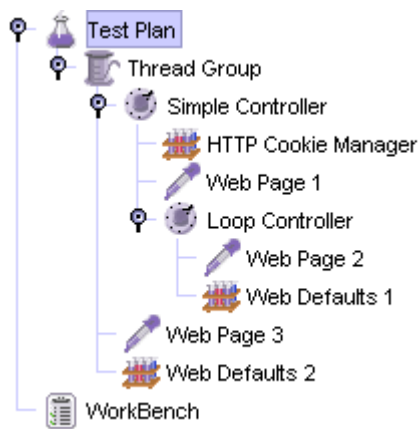 Test Plan
Thread Group
Simple Controller
HTTP Cookie Manager
Web Page 1
Loop Controller
Web Page 2
Web Defaults 1
Web Page 3
Web Defaults 2
WorkBench